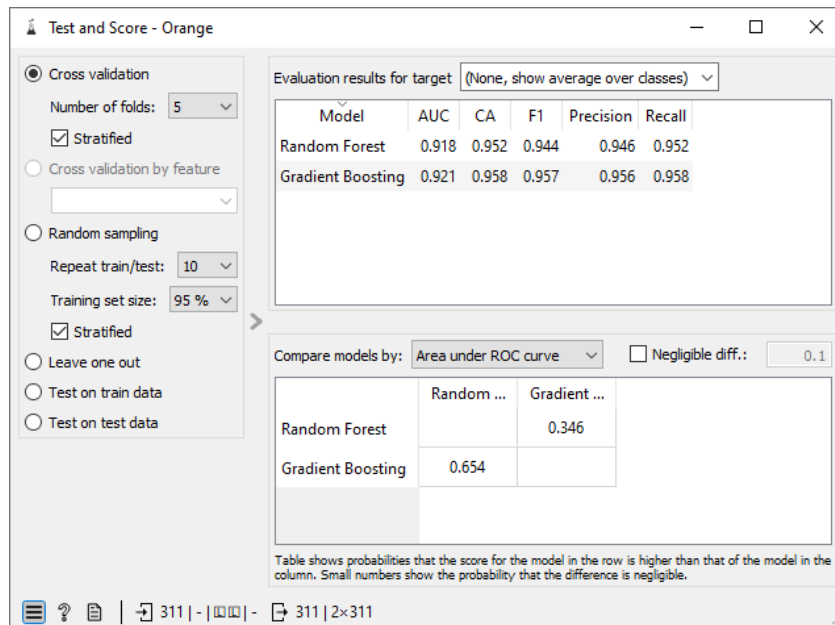 Test and Score - Orange
Cross validation
Number of folds: 5
Stratified
Cross validation by feature
Random sampling
Repeat train/test: 10
Training set size: 95 %
Stratified
Leave one out
Test on train data
Test on test data
Evaluation results for target (None, show average over classes)
Model AUC CA F1 Precision Recall
Random Forest 0.918 0.952 0.944 0.946 0.952
Gradient Boosting 0.921 0.958 0.957 0.956 0.958
Compare models by: Area under ROC curve Negligible diff.: 0.1
Random ... Gradient ...
Random Forest 0.346
Gradient Boosting 0.654
Table shows probabilities that the score for the model in the row is higher than that of the model in the
column. Small numbers show the probability that the difference is negligible.
311 | - | | - 311 | 2×311